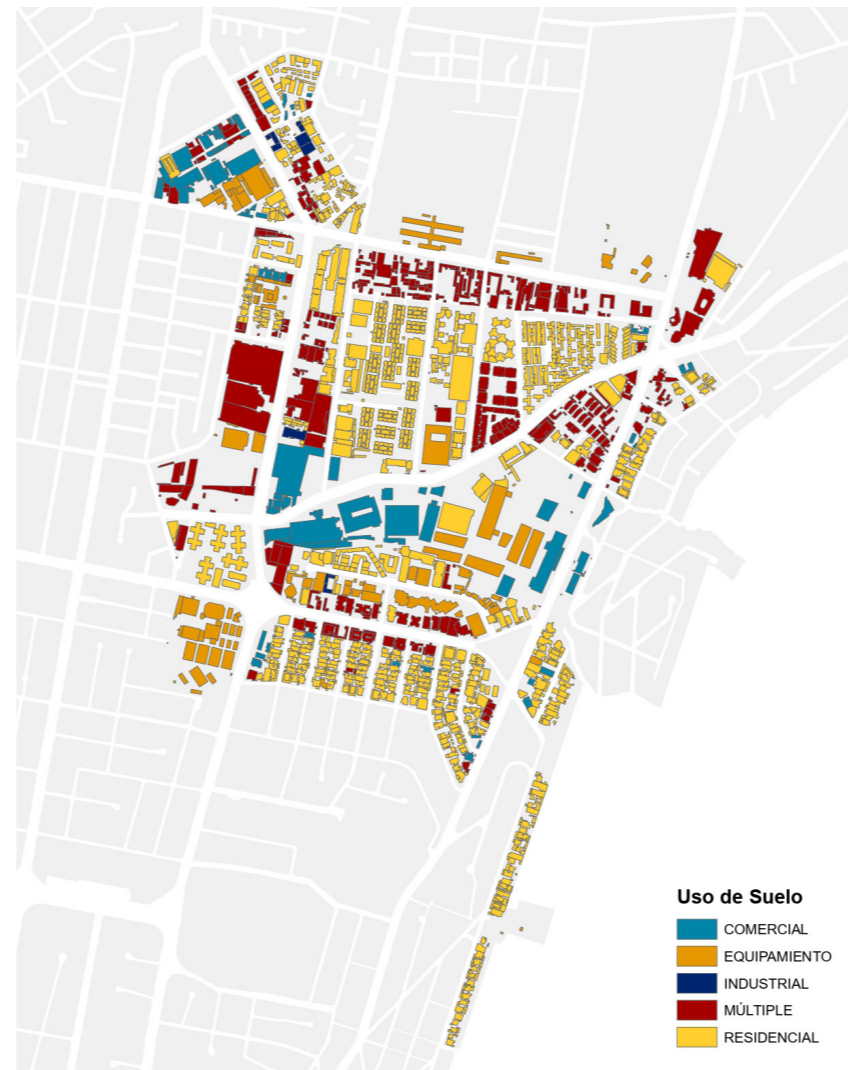 Uso de Suelo
COMERCIAL
EQUIPAMIENTO
INDUSTRIAL
MÚLTIPLE
RESIDENCIAL